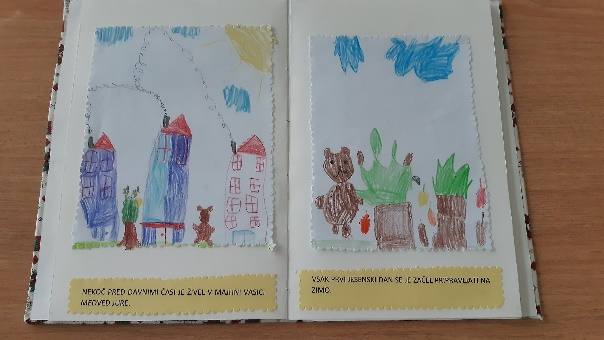 NEKOČ PRED DAVNIMI ČASI JE ŽIVEL V MAJHNI VASICI
MEDVED JURE.
VSAK PRVI JESENSKI DAN SE JE ZAČEL PRIPRAVLJATI NA
ZIMO.